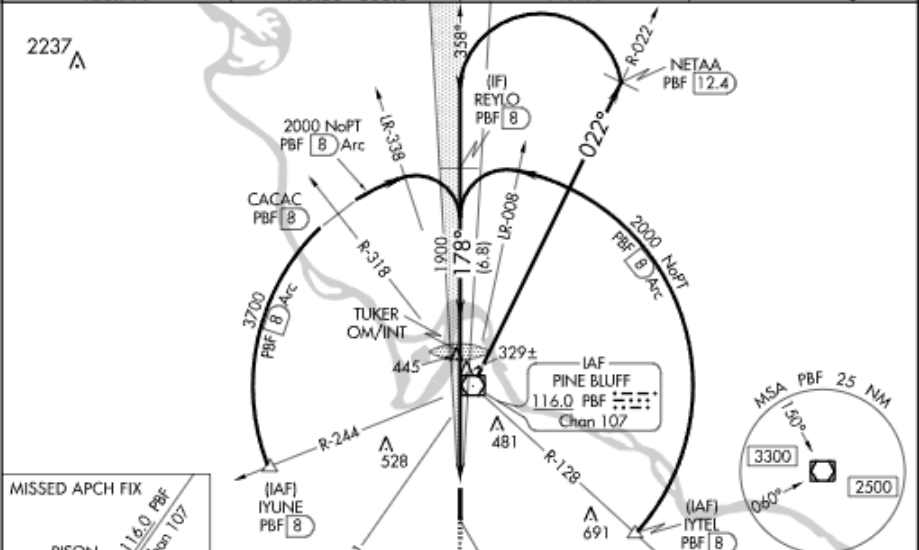 2237
358°
R-022
NETAA
PBF 12.4
(IF)
REYLO
PBF 8
022°
2000 NoPT
PBF 8 Arc
LR-338
CACAC
PBF 8
R-318
LR-008
1900
178°
(6.8)
2000 NoPT
PBF 8 Arc
3700
PBF 8 Arc
TUKER
OM/INT
445
329±
IAF
PINE BLUFF
116.0 PBF
Chan 107
R-244
528
481
R-128
(IAF)
IYUNE
PBF 8
691
(IAF)
IYTEL
PBF 8
MSA PBF 25 NM
150°
3300
060°
2500
MISSED APCH FIX
116.0 PBF